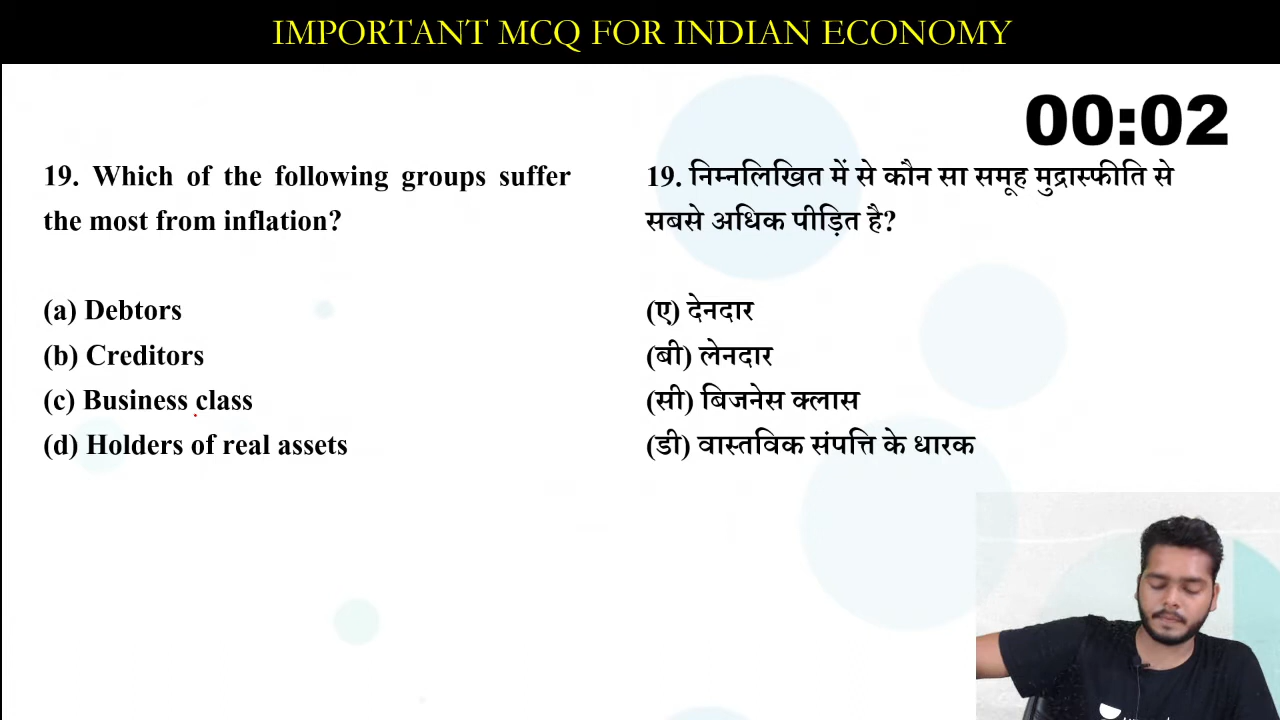 IMPORTANT MCQ FOR INDIAN ECONOMY
00:02
19. Which of the following groups suffer
the most from inflation?
(a) Debtors
(b) Creditors
(c) Business class
(d) Holders of real assets
19. निम्नलिखित में से कौन सा समूह मुद्रास्फीति से
सबसे अधिक पीड़ित है?
(ए) देनदार
(बी) लेनदार
(सी) बिजनेस क्लास
(डी) वास्तविक संपत्ति के धारक